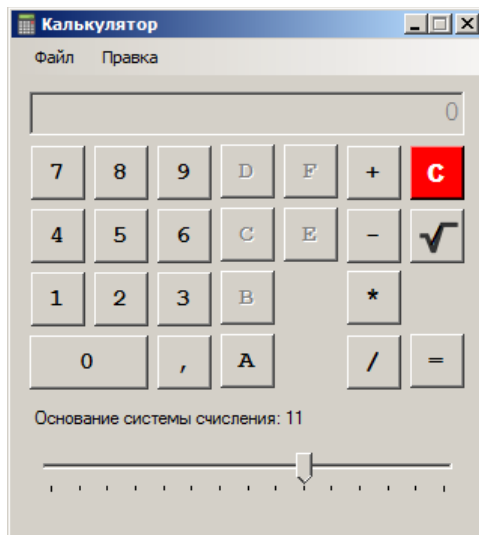 Калькулятор
Файл Правка
0
7 8 9 D F + C
4 5 6 C E - √
1 2 3 B *
0 , A / =
Основание системы счисления: 11